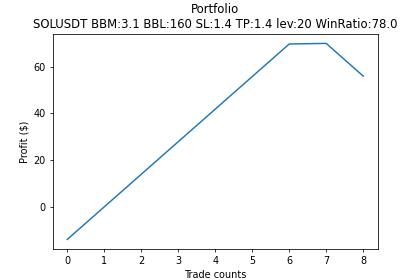 Portfolio
SOLUSDT BBM:3.1 BBL:160 SL:1.4 TP:1.4 lev:20 WinRatio:78.0
60
40
20
0
Profit ($)
0 1 2 3 4 5 6 7 8
Trade counts